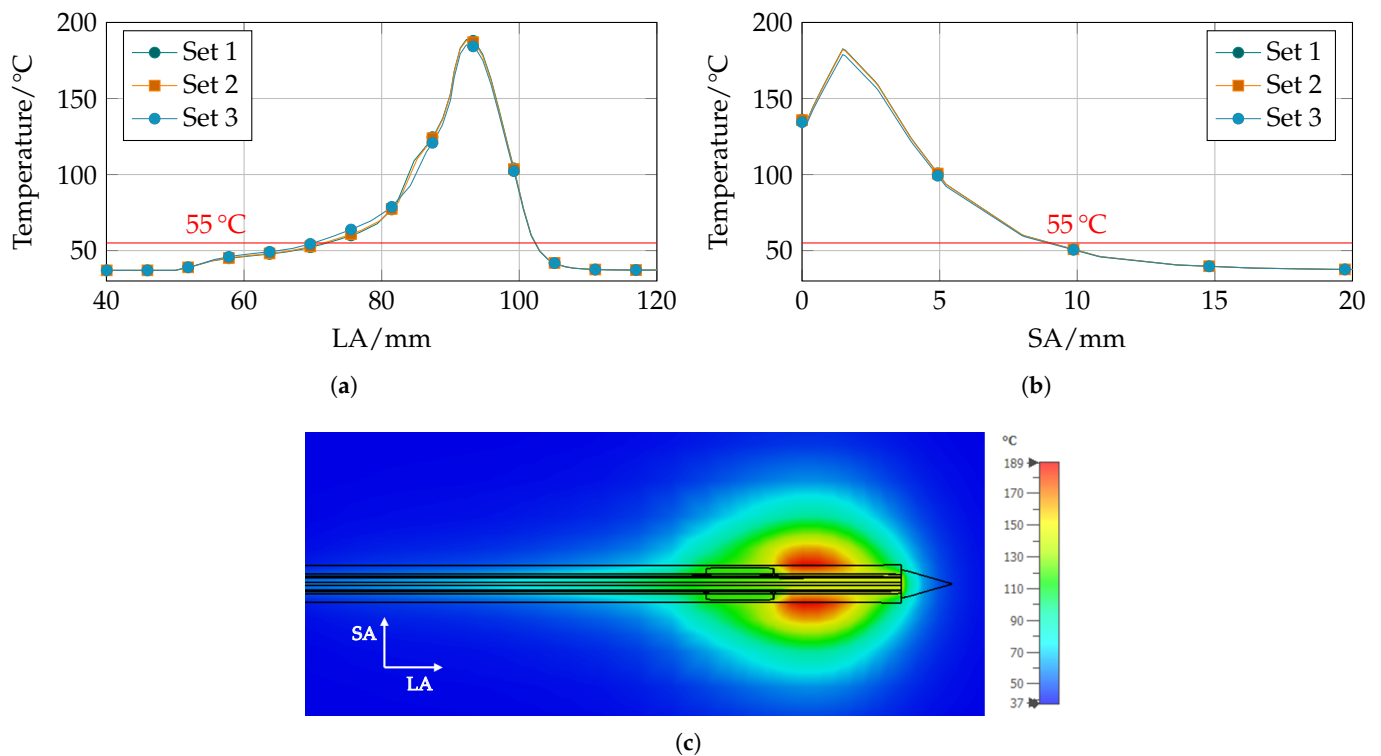 200
150
100
50
Temperature/°C
Set 1
Set 2
Set 3
55 °C
40 60 80 100 120
LA/mm
(a)
200
150
100
50
Temperature/°C
Set 1
Set 2
Set 3
55 °C
0 5 10 15 20
SA/mm
(b)
°C
189
170
150
130
110
90
70
50
37
SA
LA
(c)